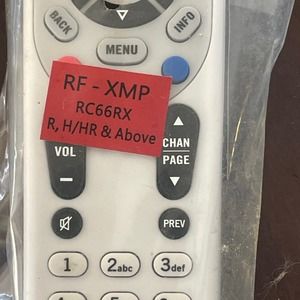 BACK
INFO
MENU
RF - XMP
RC66RX
R, H/HR & Above
VOL
CHAN
PAGE
PREV
1
2abc
3def